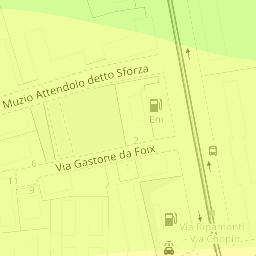 Muzio Attendolo detto Sforza
Eni
2
Via Gastone da Foix
6
11
9
Via Ripamonti
- Via Chopin